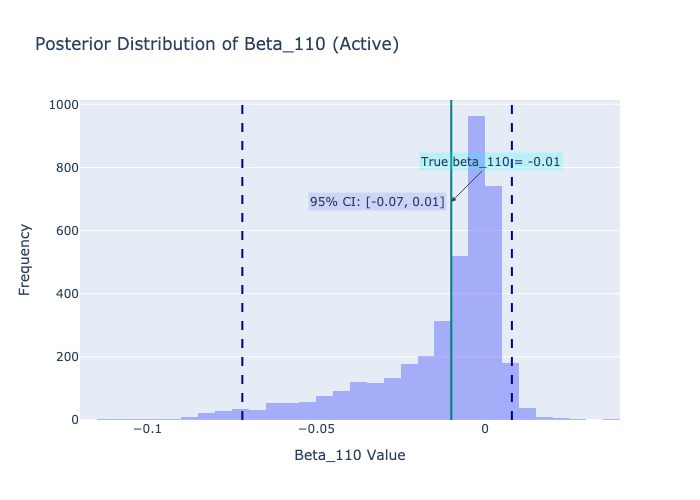 Posterior Distribution of Beta_110 (Active)
1000
800
600
400
200
0
Frequency
True beta_110 = -0.01
95% CI: [-0.07, 0.01]
−0.1
−0.05
0
Beta_110 Value